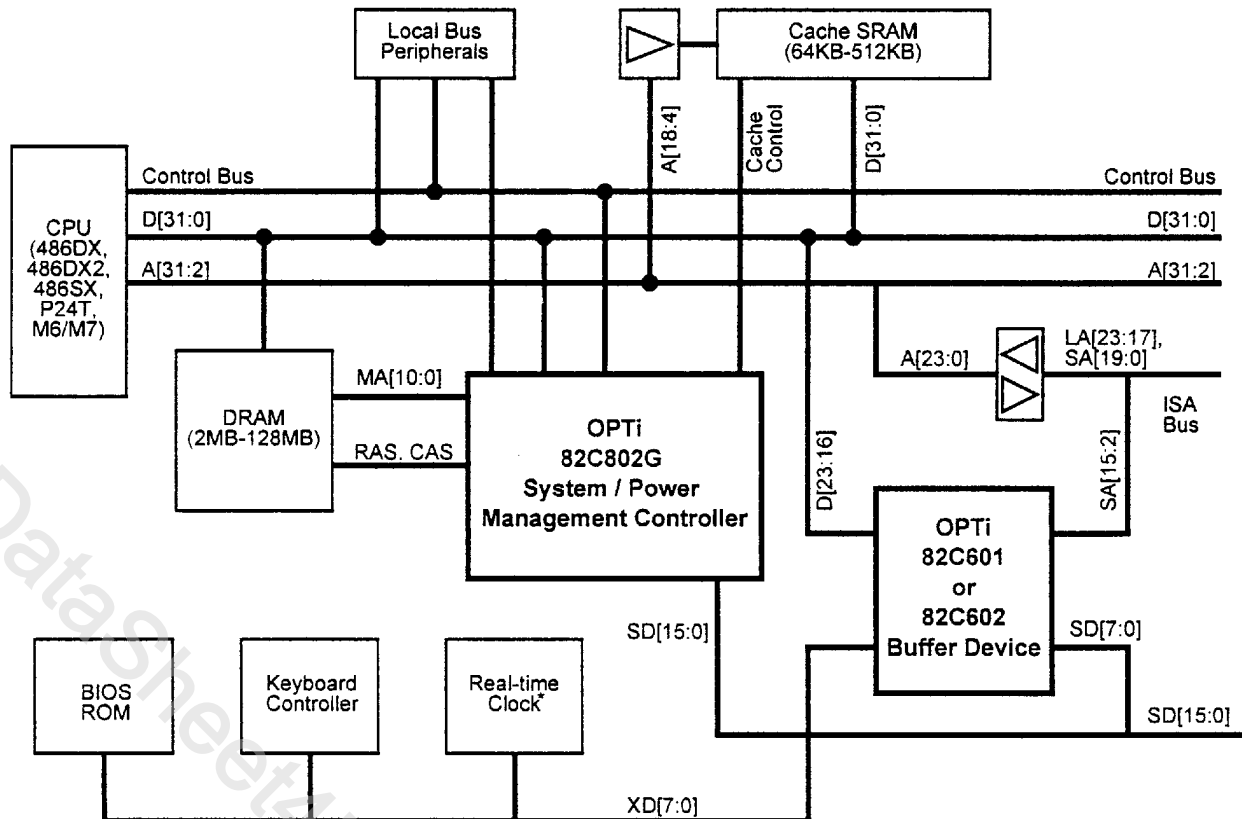 Local Bus
Peripherals
Cache SRAM
(64KB-512KB)
A[18:4]
Cache
Control
D[31:0]
CPU
(486DX,
486DX2,
486SX,
P24T,
M6/M7)
Control Bus
Control Bus
D[31:0]
D[31:0]
A[31:2]
A[31:2]
DRAM
(2MB-128MB)
MA[10:0]
RAS. CAS
OPTi
82C802G
System / Power
Management Controller
A[23:0]
LA[23:17],
SA[19:0]
ISA
Bus
D[23:16]
SA[15:2]
OPTi
82C601
or
82C602
Buffer Device
SD[15:0]
SD[7:0]
SD[15:0]
BIOS
ROM
Keyboard
Controller
Real-time
Clock*
XD[7:0]
DataSheet4